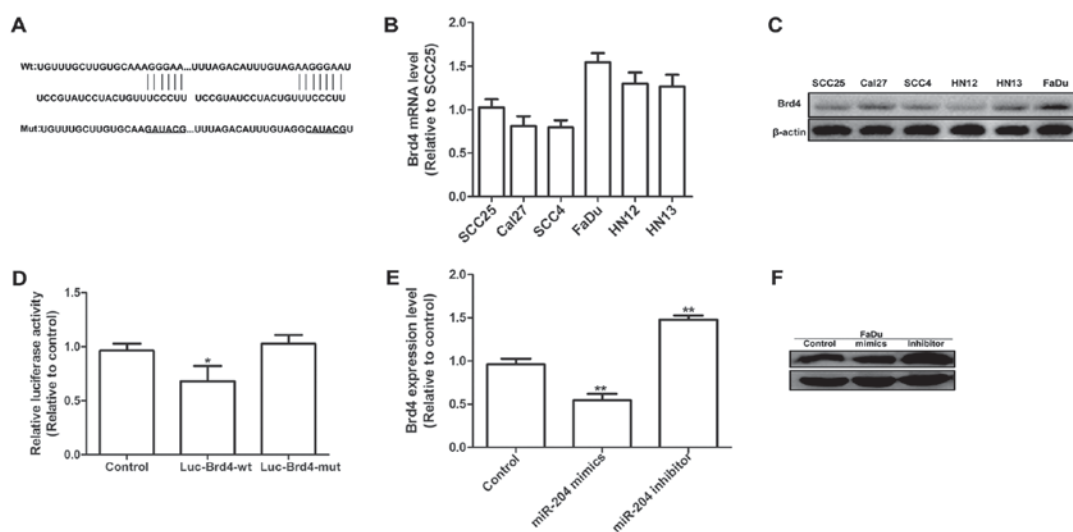 A
Wt:UGUUUGCUUGUGCAAAGGGAA...UUUAGACAUUUGUAGAAGGGAAU
UCCGUAUCCUACUGUUUCCCUU UCCGUAUCCUACUGUUUCCCUU
Mut:UGUUUGCUUGUGCAAGAUACG...UUUAGACAUUUGUAGGCAUACGU
B
Brd4 mRNA level
(Relative to SCC25)
2.0
1.5
1.0
0.5
0.0
SCC25
Cal27
SCC4
FaDu
HN12
HN13
C
SCC25 Cal27 SCC4 HN12 HN13 FaDu
Brd4
β-actin
D
Relative luciferase activity
(Relative to control)
1.5
1.0
0.5
0.0
*
Control Luc-Brd4-wt Luc-Brd4-mut
E
Brd4 expression level
(Relative to control)
2.0
1.5
1.0
0.5
0.0
**
**
Control
miR-204 mimics
miR-204 inhibitor
F
FaDu
Control mimics Inhibitor